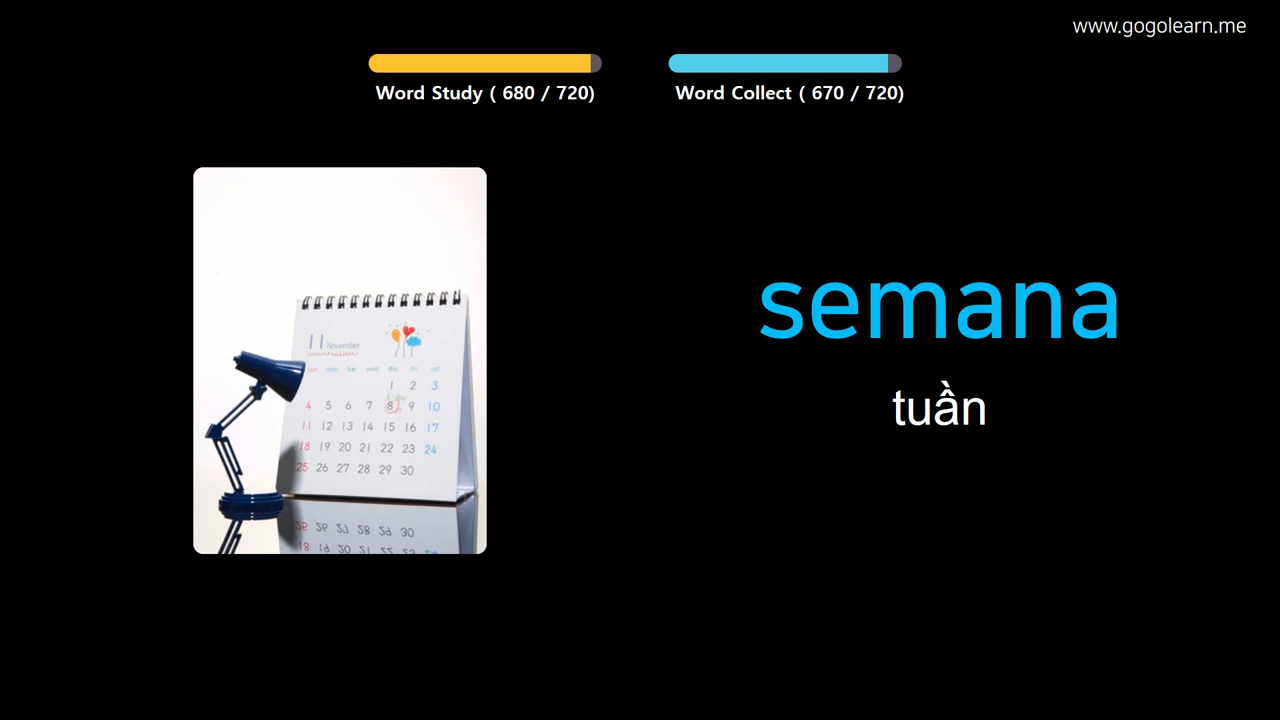 www.gogolearn.me
Word Study ( 680 / 720)
Word Collect ( 670 / 720)
semana
tuần
11 November
sun mon tue wed thu fri sat
1 2 3
4 5 6 7 8 9 10
11 12 13 14 15 16 17
18 19 20 21 22 23 24
25 26 27 28 29 30